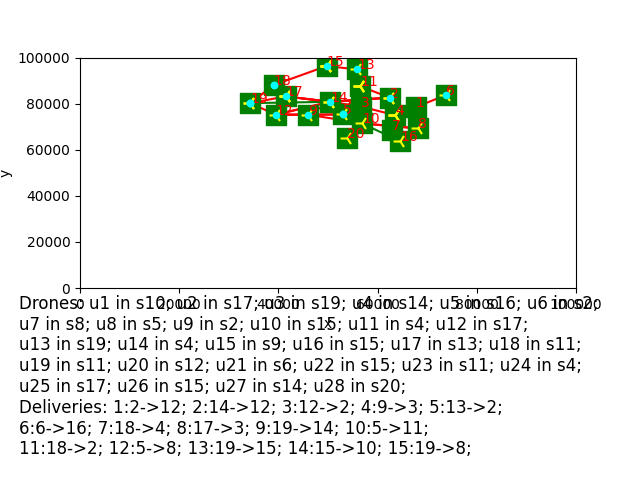 100000
80000
60000
40000
20000
0
y
15
3
Drones: u1 in s10; u2 in s17; u3 in s19; u4 in s14; u5 in s16; u6 in s2;
u7 in s8; u8 in s5; u9 in s2; u10 in s15; u11 in s4; u12 in s17;
u13 in s19; u14 in s4; u15 in s9; u16 in s15; u17 in s13; u18 in s11;
u19 in s11; u20 in s12; u21 in s6; u22 in s15; u23 in s11; u24 in s4;
u25 in s17; u26 in s15; u27 in s14; u28 in s20;
Deliveries: 1:2->12; 2:14->12; 3:12->2; 4:9->3; 5:13->2;
6:6->16; 7:18->4; 8:17->3; 9:19->14; 10:5->11;
11:18->2; 12:5->8; 13:19->15; 14:15->10; 15:19->8;